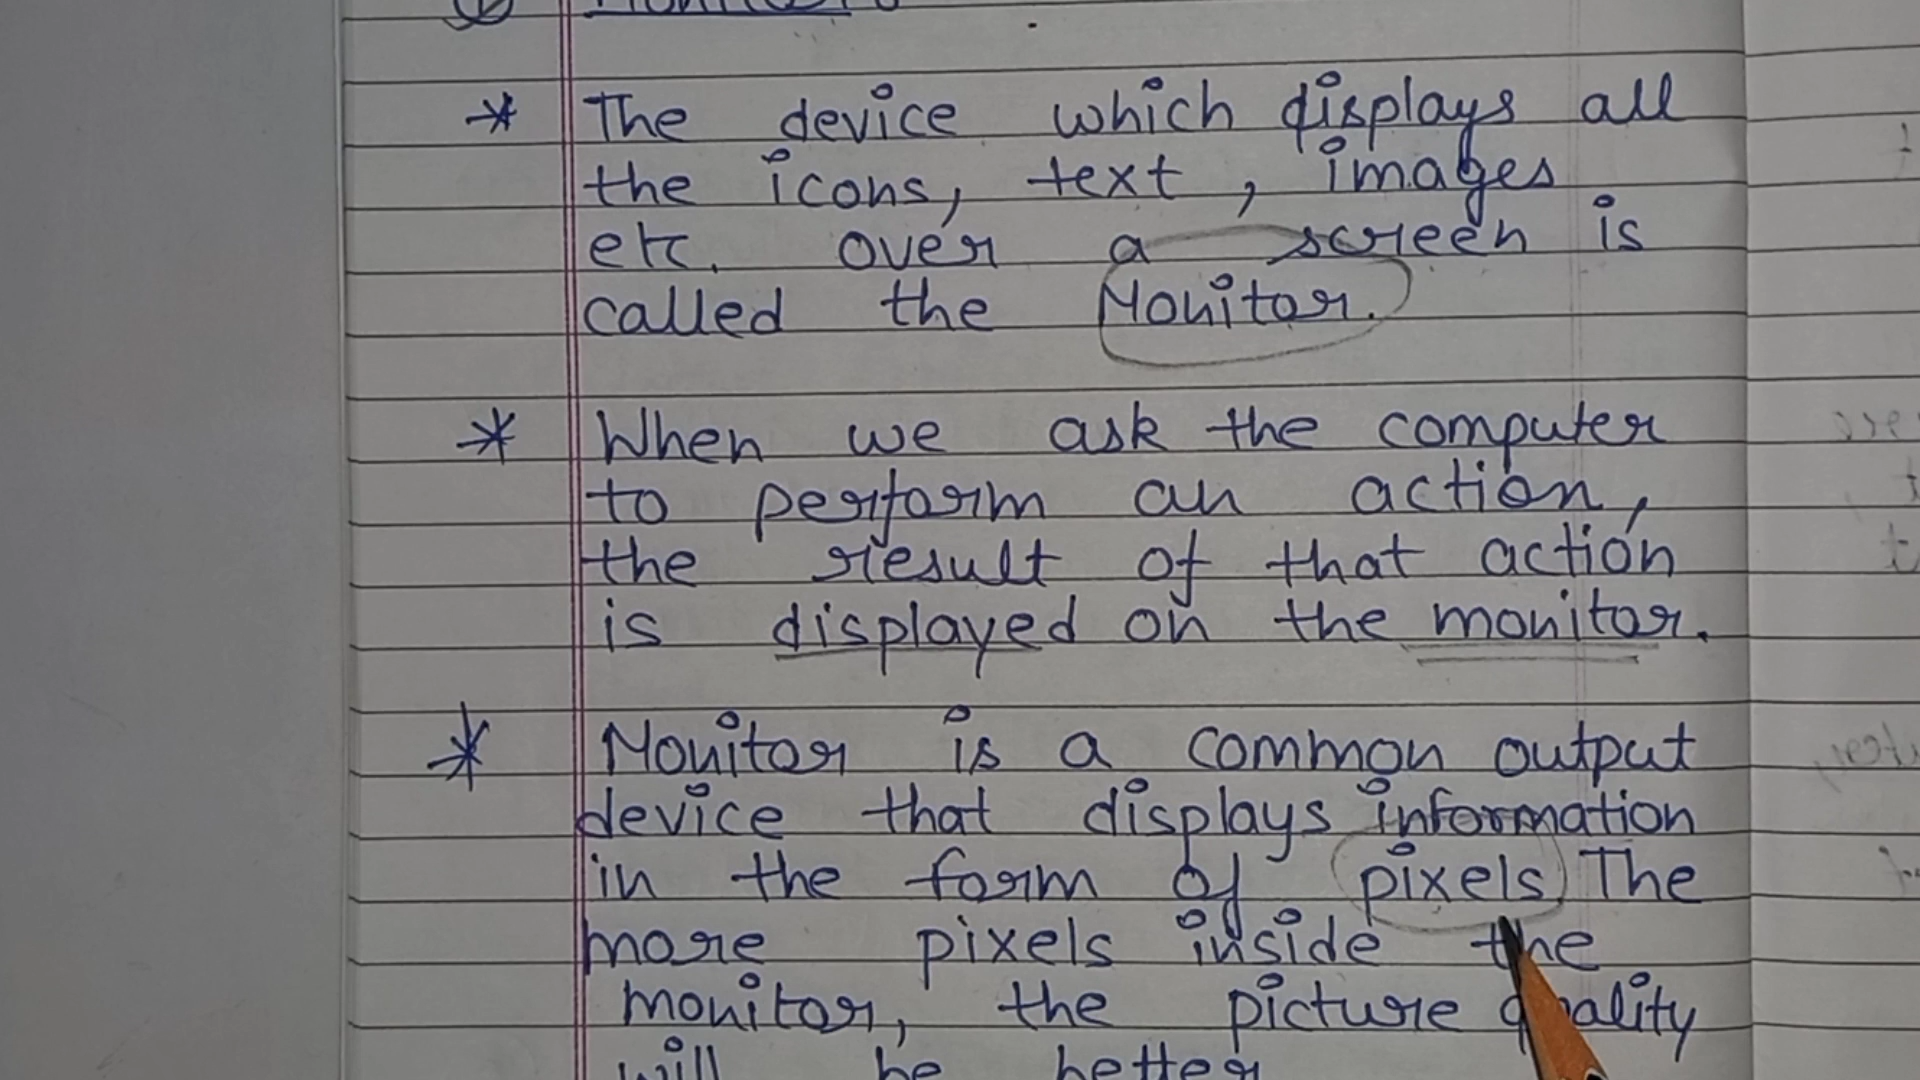 * The device which displays all
the icons, text, images
etc. over a screen is
called the Monitor.
* When we ask the computer
to perform an action,
the result of that action
is displayed on the monitor.
* Monitor is a common output
device that displays information
in the form of pixels. The
more pixels inside the
monitor, the picture quality
will be better